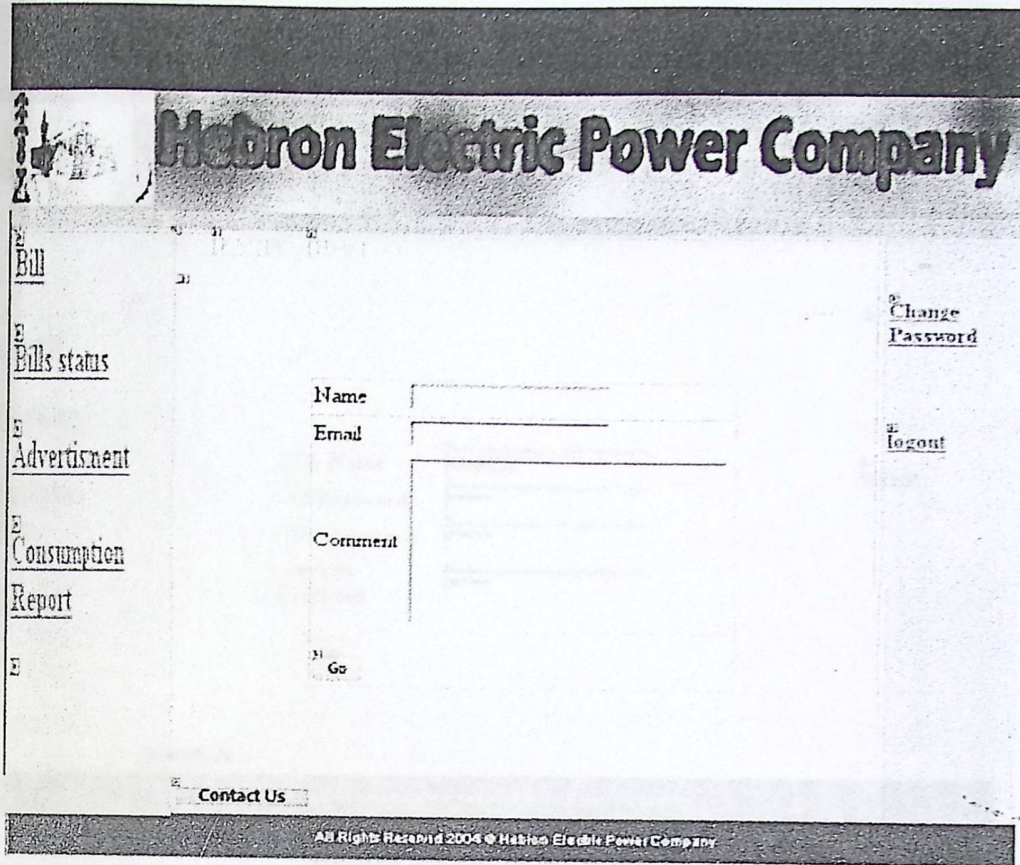 Hebron Electric Power Company
Bill
Bills status
Advertisment
Consumption
Report
Name
Email
Comment
Go
Change
Password
logout
Contact Us
All Rights Reserved 2004 © Hebron Electric Power Company